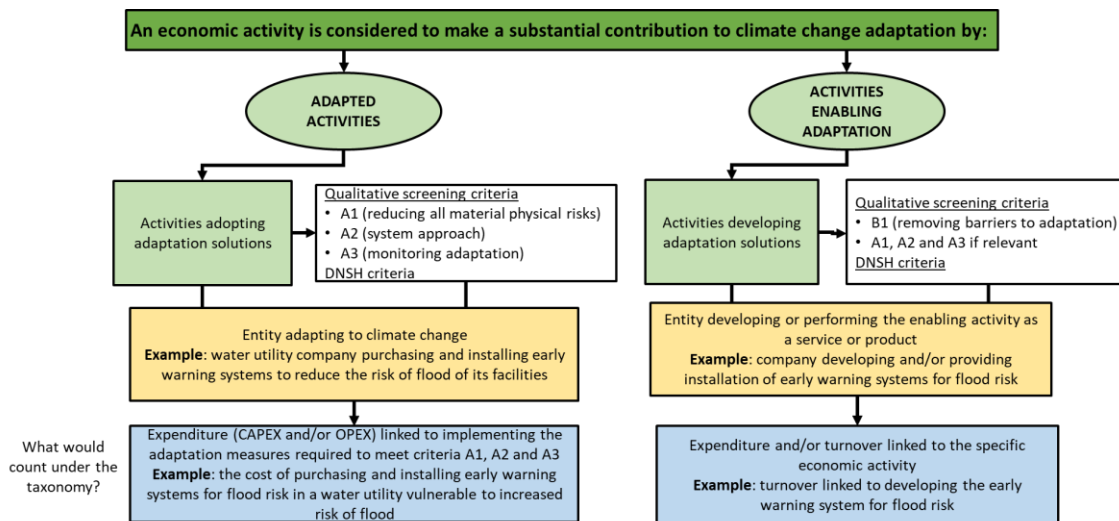 An economic activity is considered to make a substantial contribution to climate change adaptation by:
ADAPTED
ACTIVITIES
ACTIVITIES
ENABLING
ADAPTATION
Activities adopting
adaptation solutions
Qualitative screening criteria
• A1 (reducing all material physical risks)
• A2 (system approach)
• A3 (monitoring adaptation)
DNSH criteria
Activities developing
adaptation solutions
Qualitative screening criteria
• B1 (removing barriers to adaptation)
• A1, A2 and A3 if relevant
DNSH criteria
Entity adapting to climate change
Example: water utility company purchasing and installing early
warning systems to reduce the risk of flood of its facilities
Entity developing or performing the enabling activity as
a service or product
Example: company developing and/or providing
installation of early warning systems for flood risk
What would
count under the
taxonomy?
Expenditure (CAPEX and/or OPEX) linked to implementing the
adaptation measures required to meet criteria A1, A2 and A3
Example: the cost of purchasing and installing early warning
systems for flood risk in a water utility vulnerable to increased
risk of flood
Expenditure and/or turnover linked to the specific
economic activity
Example: turnover linked to developing the early
warning system for flood risk